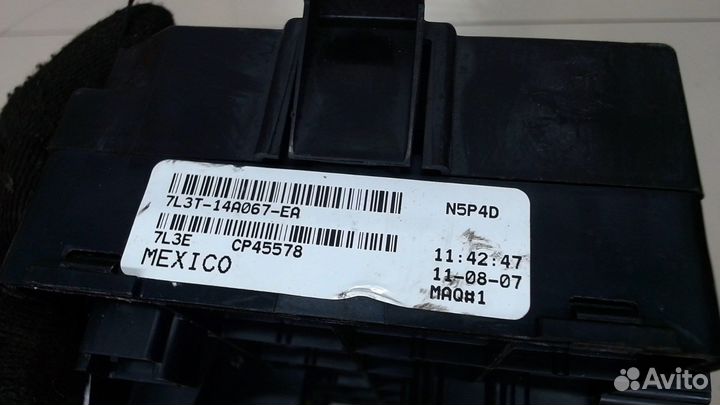 7L3T-14A067-EA
N5P4D
7L3E CP45578
MEXICO
11:42:47
11-08-07
MAQ#1
Avito